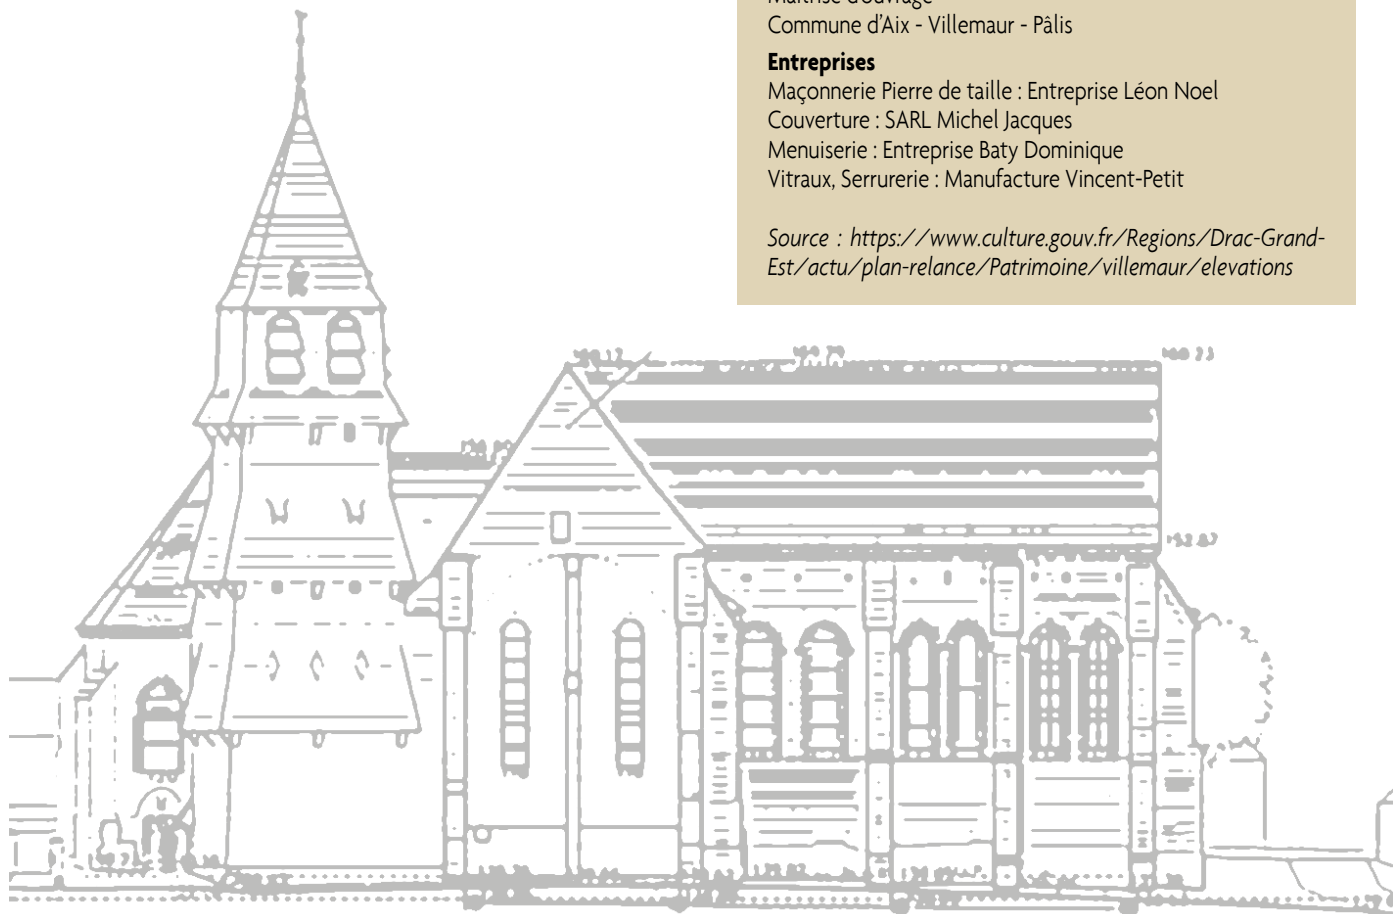 Maîtrise d'ouvrage
Commune d'Aix - Villemaur - Pâlis
Entreprises
Maçonnerie Pierre de taille : Entreprise Léon Noel
Couverture : SARL Michel Jacques
Menuiserie : Entreprise Baty Dominique
Vitraux, Serrurerie : Manufacture Vincent-Petit
Source : https://www.culture.gouv.fr/Regions/Drac-Grand-
Est/actu/plan-relance/Patrimoine/villemaur/elevations